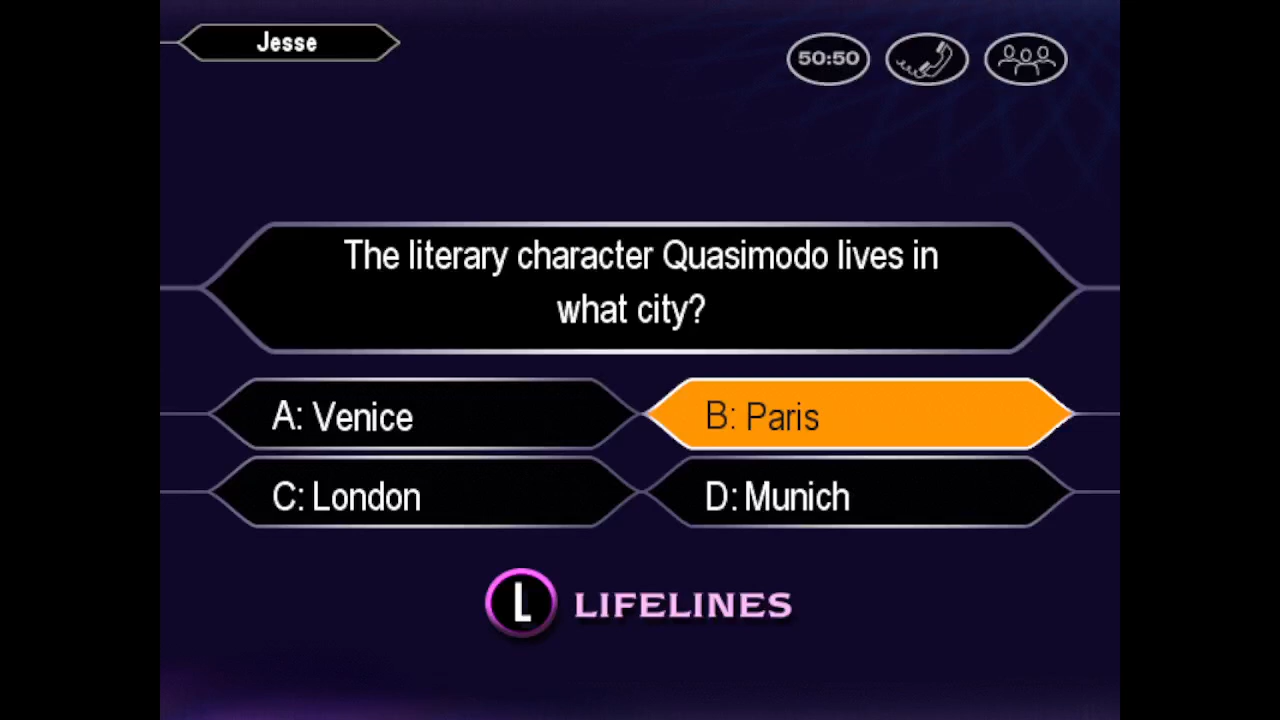 Jesse
50:50
The literary character Quasimodo lives in
what city?
A: Venice
B: Paris
C: London
D: Munich
L LIFELINES